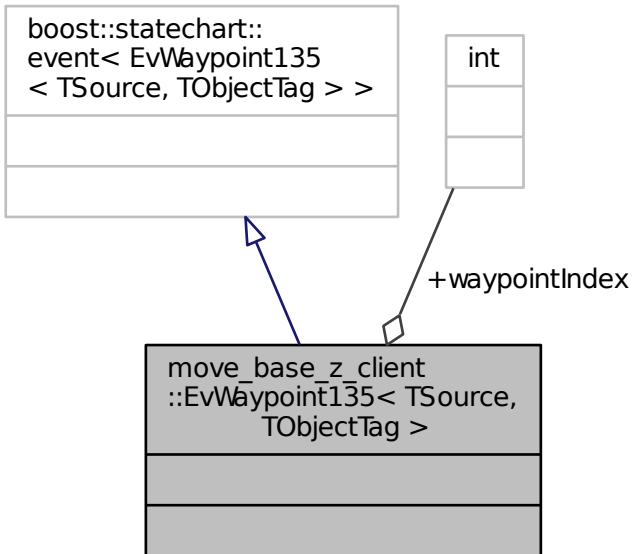 boost::statechart::
event< EvWaypoint135
< TSource, TObjectTag > >
int
+waypointIndex
move_base_z_client
::EvWaypoint135< TSource,
TObjectTag >